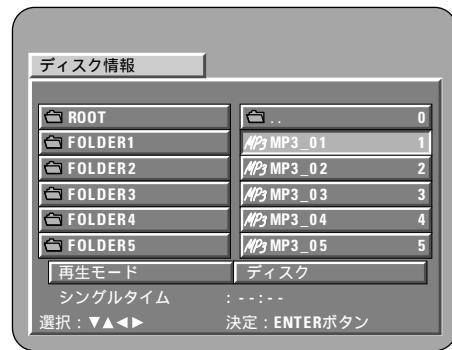 ディスク情報
ROOT
FOLDER1
FOLDER2
FOLDER3
FOLDER4
FOLDER5
.. 0
MP3 MP3_01 1
MP3 MP3_02 2
MP3 MP3_03 3
MP3 MP3_04 4
MP3 MP3_05 5
再生モード ディスク
シングルタイム :--:--
選択:▼▲◀▶ 決定:ENTERボタン